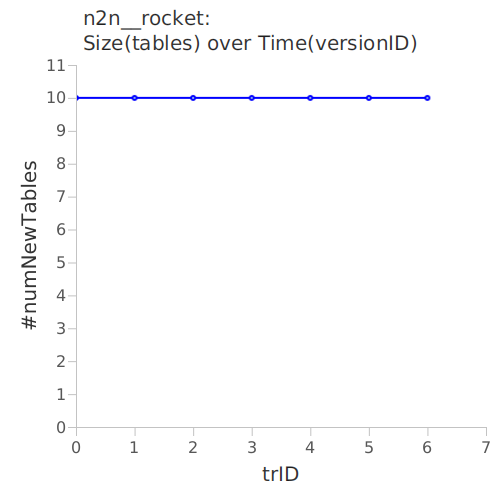 n2n__rocket:
Size(tables) over Time(versionID)
11
10
9
8
7
6
5
4
3
2
1
0
#numNewTables
0 1 2 3 4 5 6 7
trID